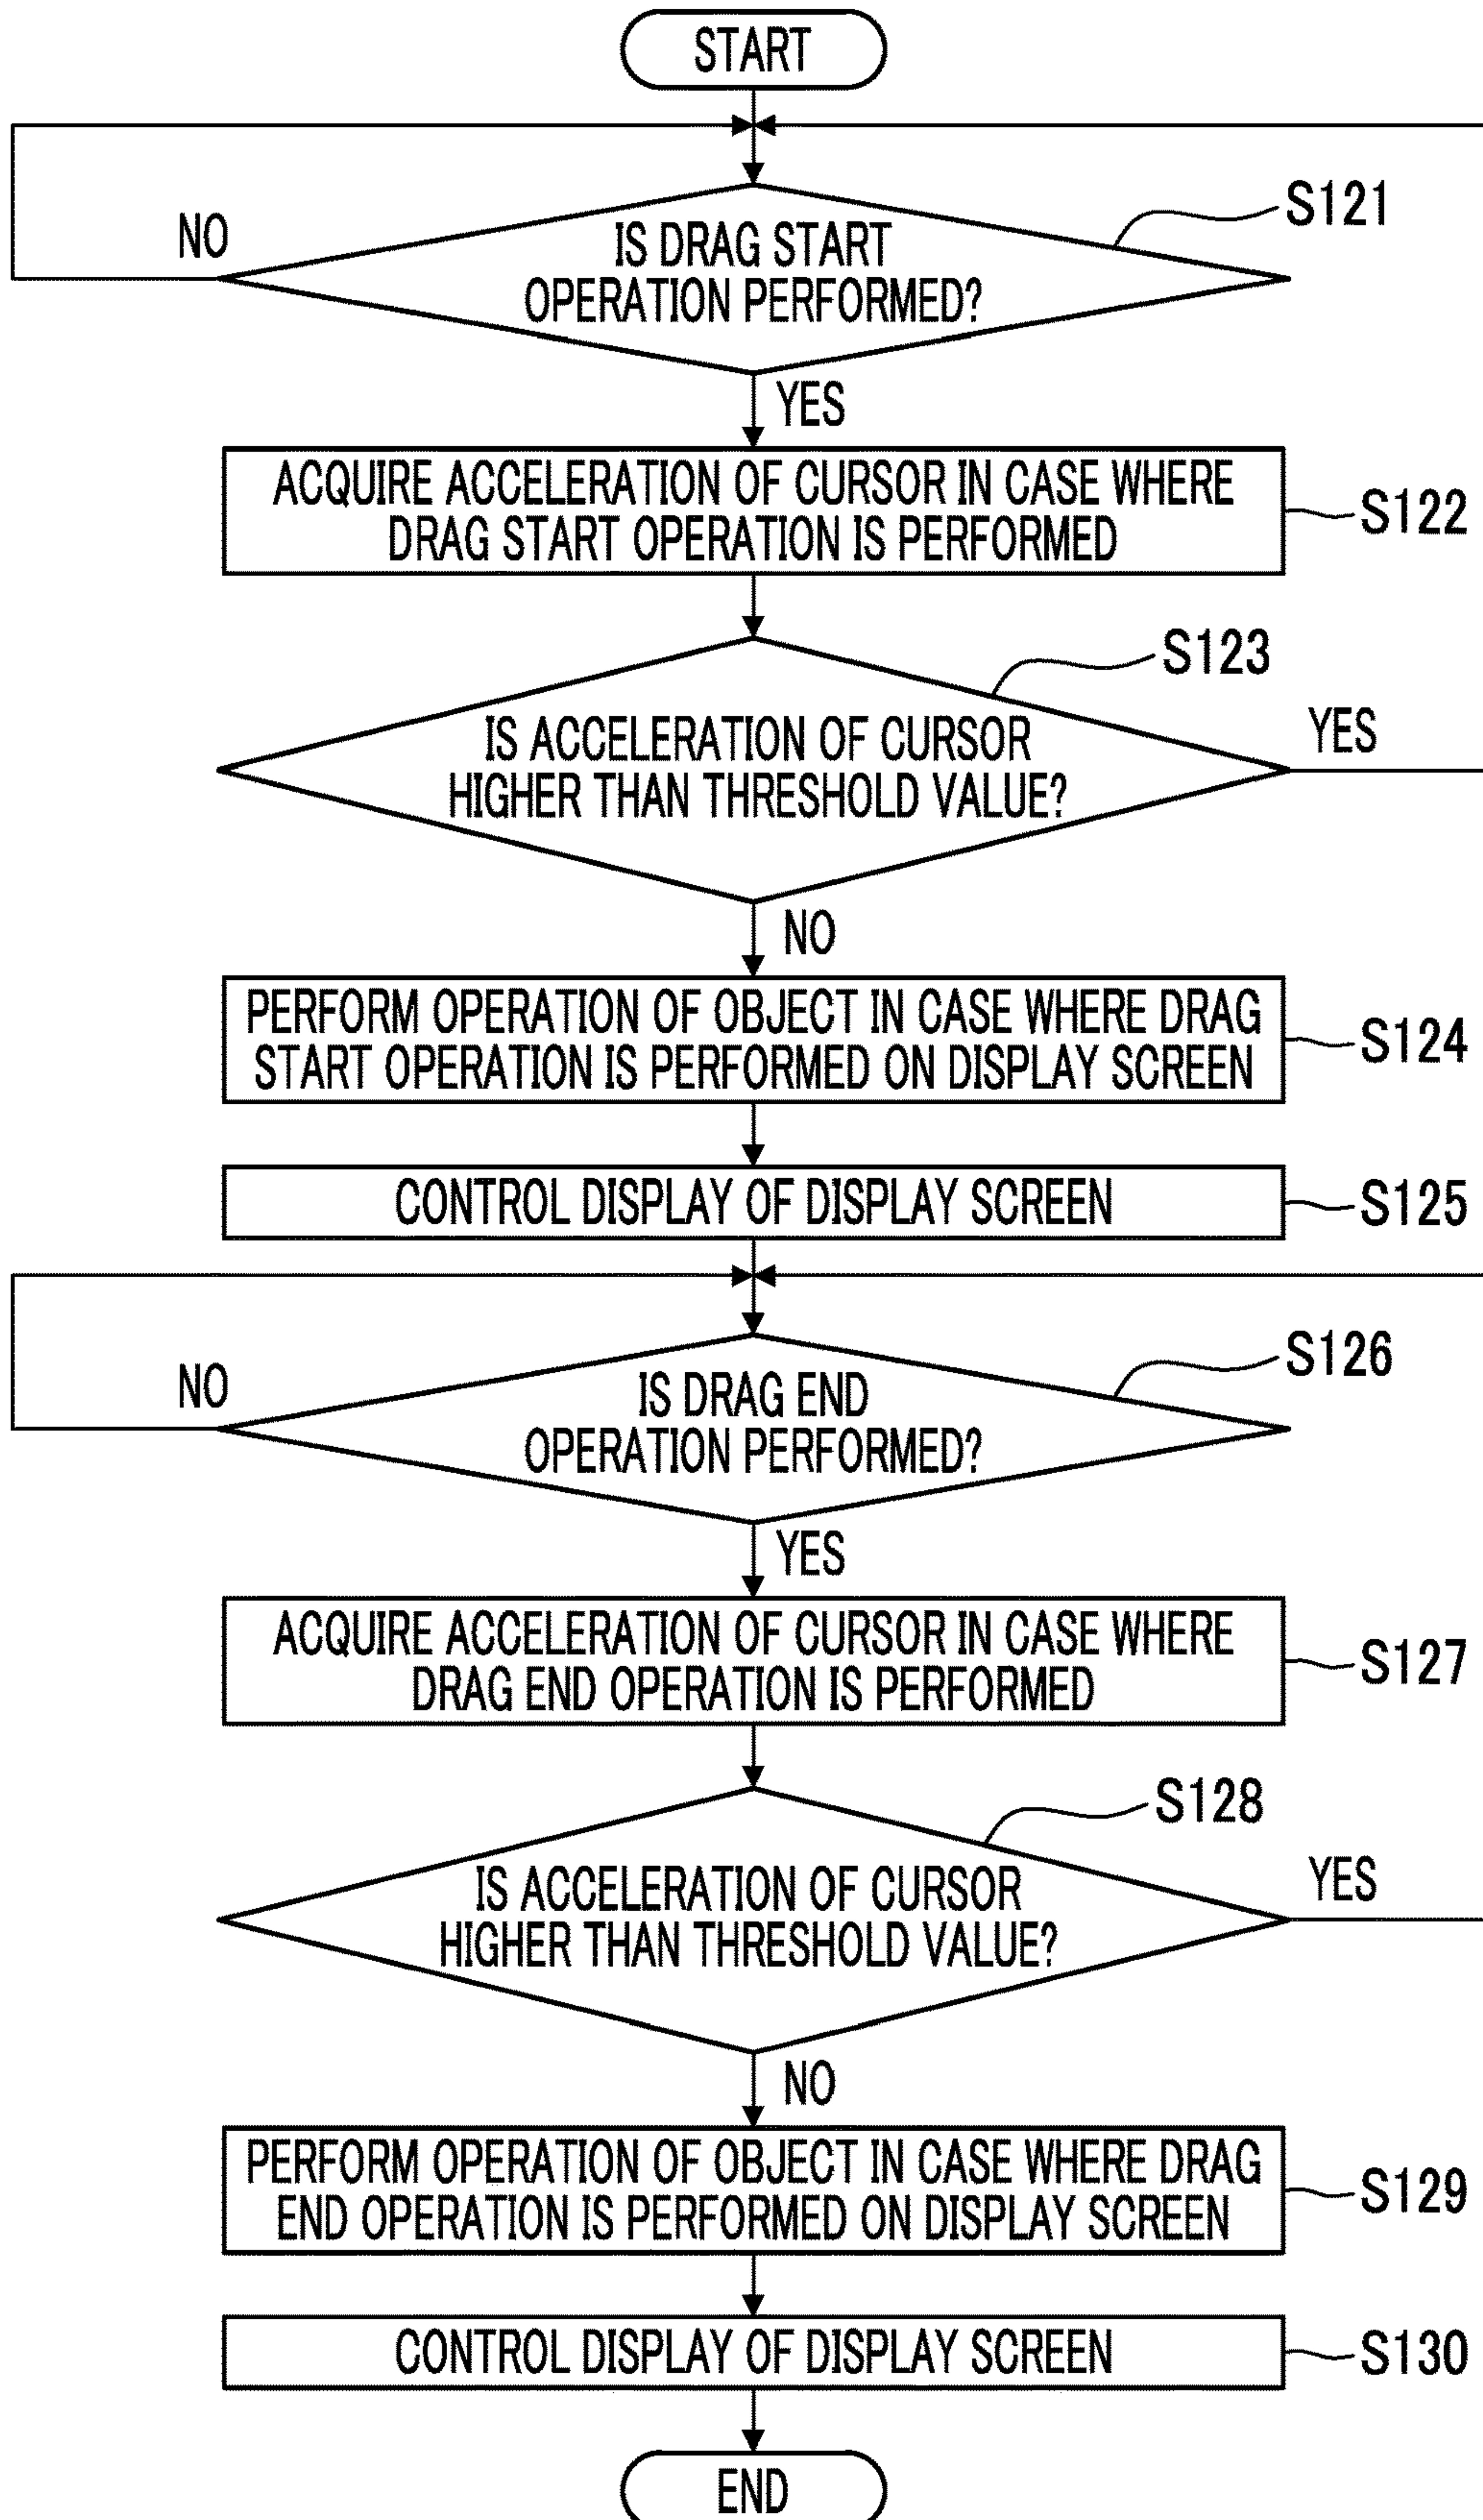 START
S121
NO
IS DRAG START
OPERATION PERFORMED?
YES
ACQUIRE ACCELERATION OF CURSOR IN CASE WHERE
DRAG START OPERATION IS PERFORMED
S122
S123
IS ACCELERATION OF CURSOR
HIGHER THAN THRESHOLD VALUE?
YES
NO
PERFORM OPERATION OF OBJECT IN CASE WHERE DRAG
START OPERATION IS PERFORMED ON DISPLAY SCREEN
S124
CONTROL DISPLAY OF DISPLAY SCREEN
S125
S126
NO
IS DRAG END
OPERATION PERFORMED?
YES
ACQUIRE ACCELERATION OF CURSOR IN CASE WHERE
DRAG END OPERATION IS PERFORMED
S127
S128
IS ACCELERATION OF CURSOR
HIGHER THAN THRESHOLD VALUE?
YES
NO
PERFORM OPERATION OF OBJECT IN CASE WHERE DRAG
END OPERATION IS PERFORMED ON DISPLAY SCREEN
S129
CONTROL DISPLAY OF DISPLAY SCREEN
S130
END